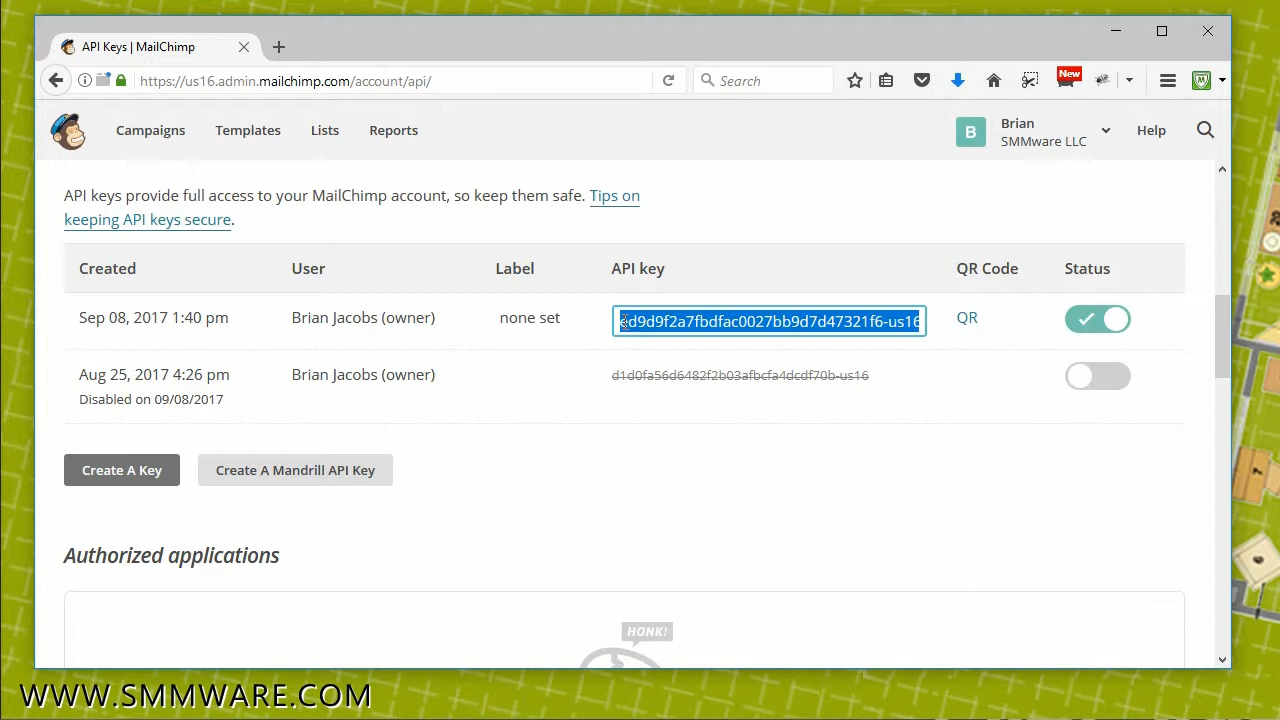 API Keys | MailChimp
https://us16.admin.mailchimp.com/account/api/
Search
New
Campaigns Templates Lists Reports
B
Brian
SMMware LLC
Help
API keys provide full access to your MailChimp account, so keep them safe. Tips on
keeping API keys secure.
Created User Label API key QR Code Status
Sep 08, 2017 1:40 pm Brian Jacobs (owner) none set QR
Aug 25, 2017 4:26 pm Brian Jacobs (owner) d1d0fa56d6482f2b03afbcfa4dcdf70b-us16
Disabled on 09/08/2017
Create A Key Create A Mandrill API Key
Authorized applications
HONK!
WWW.SMMWARE.COM